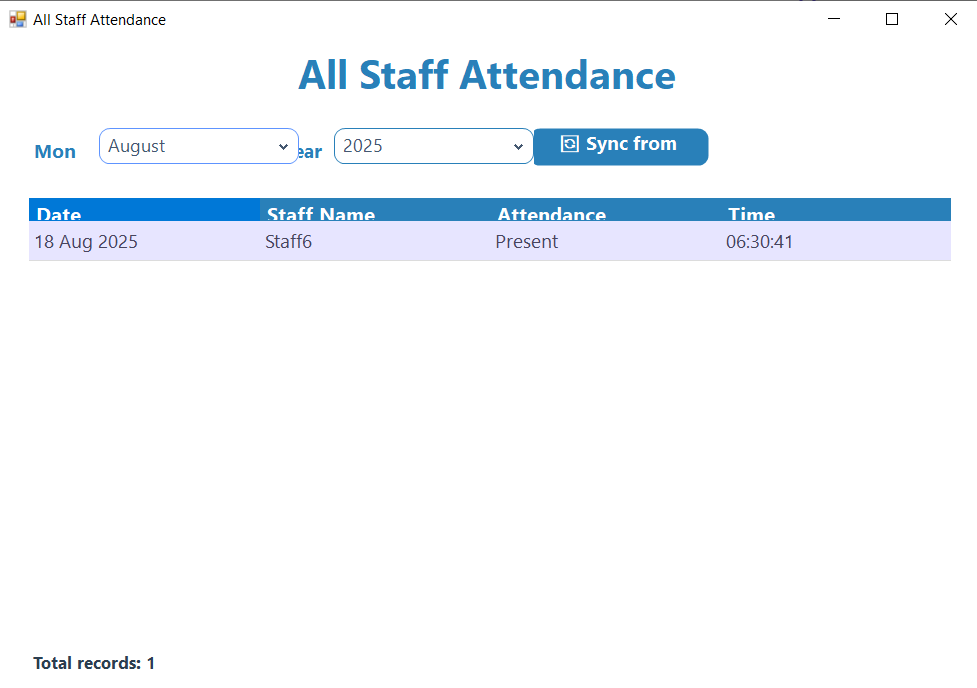 All Staff Attendance
All Staff Attendance
Mon August ear 2025 Sync from
Date Staff Name Attendance Time
18 Aug 2025 Staff6 Present 06:30:41
Total records: 1